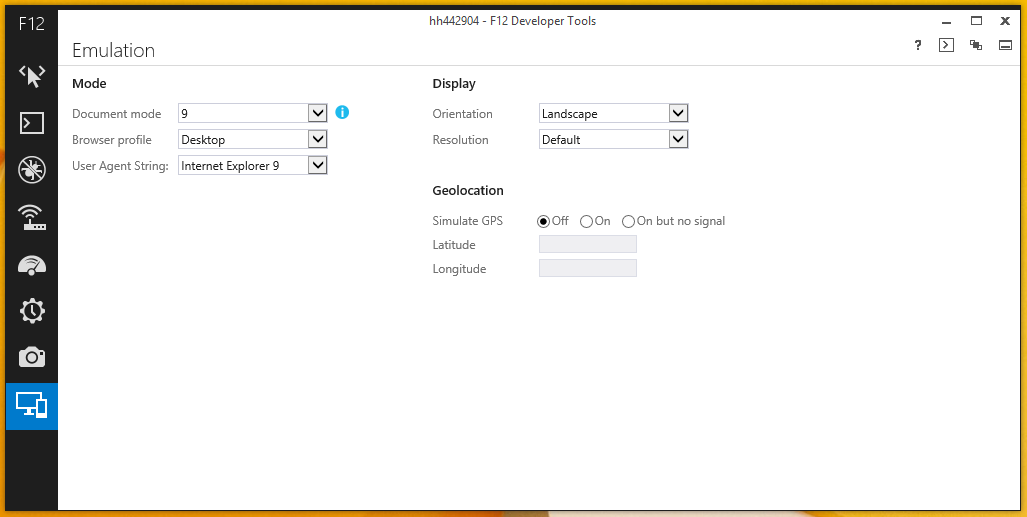 F12
hh442904 - F12 Developer Tools
Emulation
?
Mode
Document mode 9
Browser profile Desktop
User Agent String: Internet Explorer 9
Display
Orientation Landscape
Resolution Default
Geolocation
Simulate GPS Off On On but no signal
Latitude
Longitude